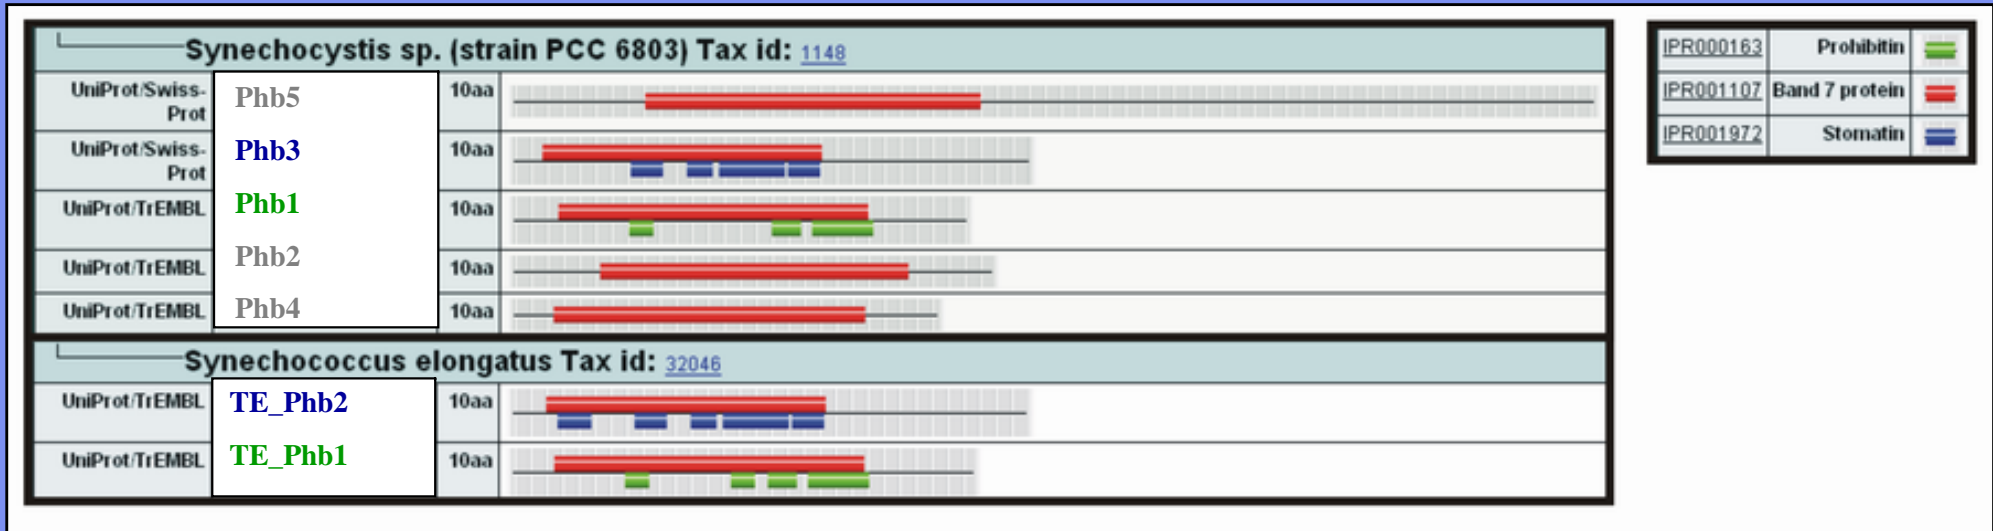 Synechocystis sp. (strain PCC 6803) Tax id: 1148
UniProt/Swiss-
Prot
Phb5
10aa
UniProt/Swiss-
Prot
Phb3
10aa
UniProt/TrEMBL
Phb1
10aa
UniProt/TrEMBL
Phb2
10aa
UniProt/TrEMBL
Phb4
10aa
Synechococcus elongatus Tax id: 32046
UniProt/TrEMBL
TE_Phb2
10aa
UniProt/TrEMBL
TE_Phb1
10aa
IPR000163 Prohibitin
IPR001107 Band 7 protein
IPR001972 Stomatin